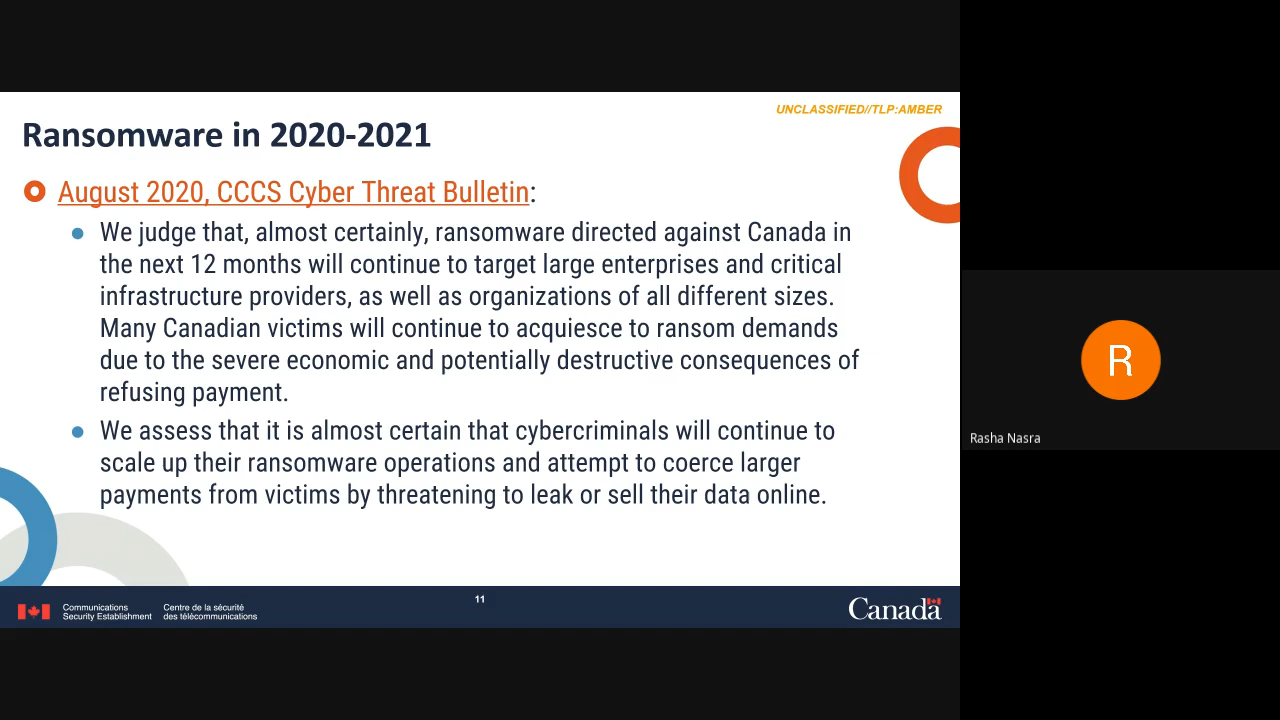 UNCLASSIFIED//TLP:AMBER
Ransomware in 2020-2021
August 2020, CCCS Cyber Threat Bulletin:
We judge that, almost certainly, ransomware directed against Canada in
the next 12 months will continue to target large enterprises and critical
infrastructure providers, as well as organizations of all different sizes.
Many Canadian victims will continue to acquiesce to ransom demands
due to the severe economic and potentially destructive consequences of
refusing payment.
We assess that it is almost certain that cybercriminals will continue to
scale up their ransomware operations and attempt to coerce larger
payments from victims by threatening to leak or sell their data online.
Communications
Security Establishment
Centre de la sécurité
des télécommunications
11
Canada
R
Rasha Nasra